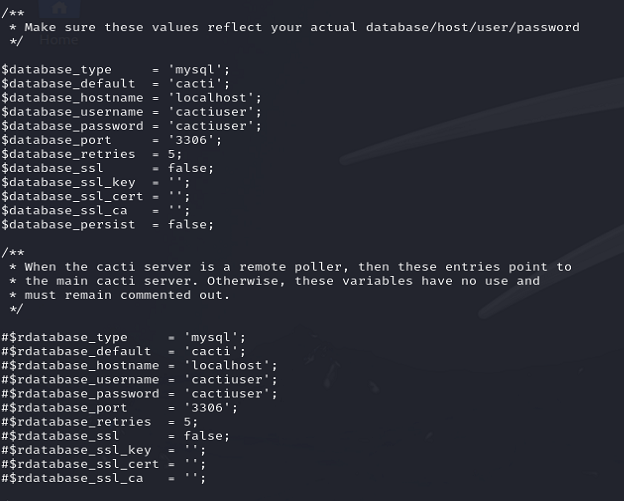 /**
 * Make sure these values reflect your actual database/host/user/password
 */
Home
$database_type     = 'mysql';
$database_default  = 'cacti';
$database_hostname = 'localhost';
$database_username = 'cactiuser';
$database_password = 'cactiuser';
$database_port     = '3306';
$database_retries  = 5;
$database_ssl      = false;
$database_ssl_key  = '';
$database_ssl_cert = '';
$database_ssl_ca   = '';
$database_persist  = false;
/**
 * When the cacti server is a remote poller, then these entries point to
 * the main cacti server. Otherwise, these variables have no use and
 * must remain commented out.
 */
#$rdatabase_type     = 'mysql';
#$rdatabase_default  = 'cacti';
#$rdatabase_hostname = 'localhost';
#$rdatabase_username = 'cactiuser';
#$rdatabase_password = 'cactiuser';
#$rdatabase_port     = '3306';
#$rdatabase_retries  = 5;
#$rdatabase_ssl      = false;
#$rdatabase_ssl_key  = '';
#$rdatabase_ssl_cert = '';
#$rdatabase_ssl_ca   = '';